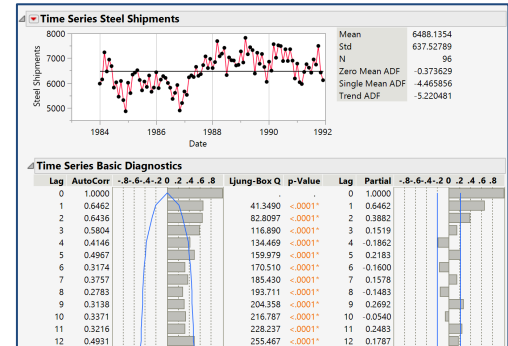 Time Series Steel Shipments
8000
7000
6000
5000
Steel Shipments
1984 1986 1988 1990 1992
Date
Mean 6488.1354
Std 637.52789
N 96
Zero Mean ADF -0.373629
Single Mean ADF -4.465856
Trend ADF -5.220481
Time Series Basic Diagnostics
Lag AutoCorr -.8-.6-.4-.2 0 .2 .4 .6 .8 Ljung-Box Q p-Value Lag Partial -.8-.6-.4-.2 0 .2 .4 .6 .8
0 1.0000 . . 0 1.0000
1 0.6462 41.3490 <.0001* 1 0.6462
2 0.6436 82.8097 <.0001* 2 0.3882
3 0.5804 116.890 <.0001* 3 0.1519
4 0.4146 134.469 <.0001* 4 -0.1862
5 0.4967 159.979 <.0001* 5 0.2183
6 0.3174 170.510 <.0001* 6 -0.1600
7 0.3757 185.430 <.0001* 7 0.1578
8 0.2783 193.711 <.0001* 8 -0.1483
9 0.3138 204.358 <.0001* 9 0.2692
10 0.3371 216.787 <.0001* 10 -0.0540
11 0.3216 228.237 <.0001* 11 0.2483
12 0.4931 255.467 <.0001* 12 0.1787